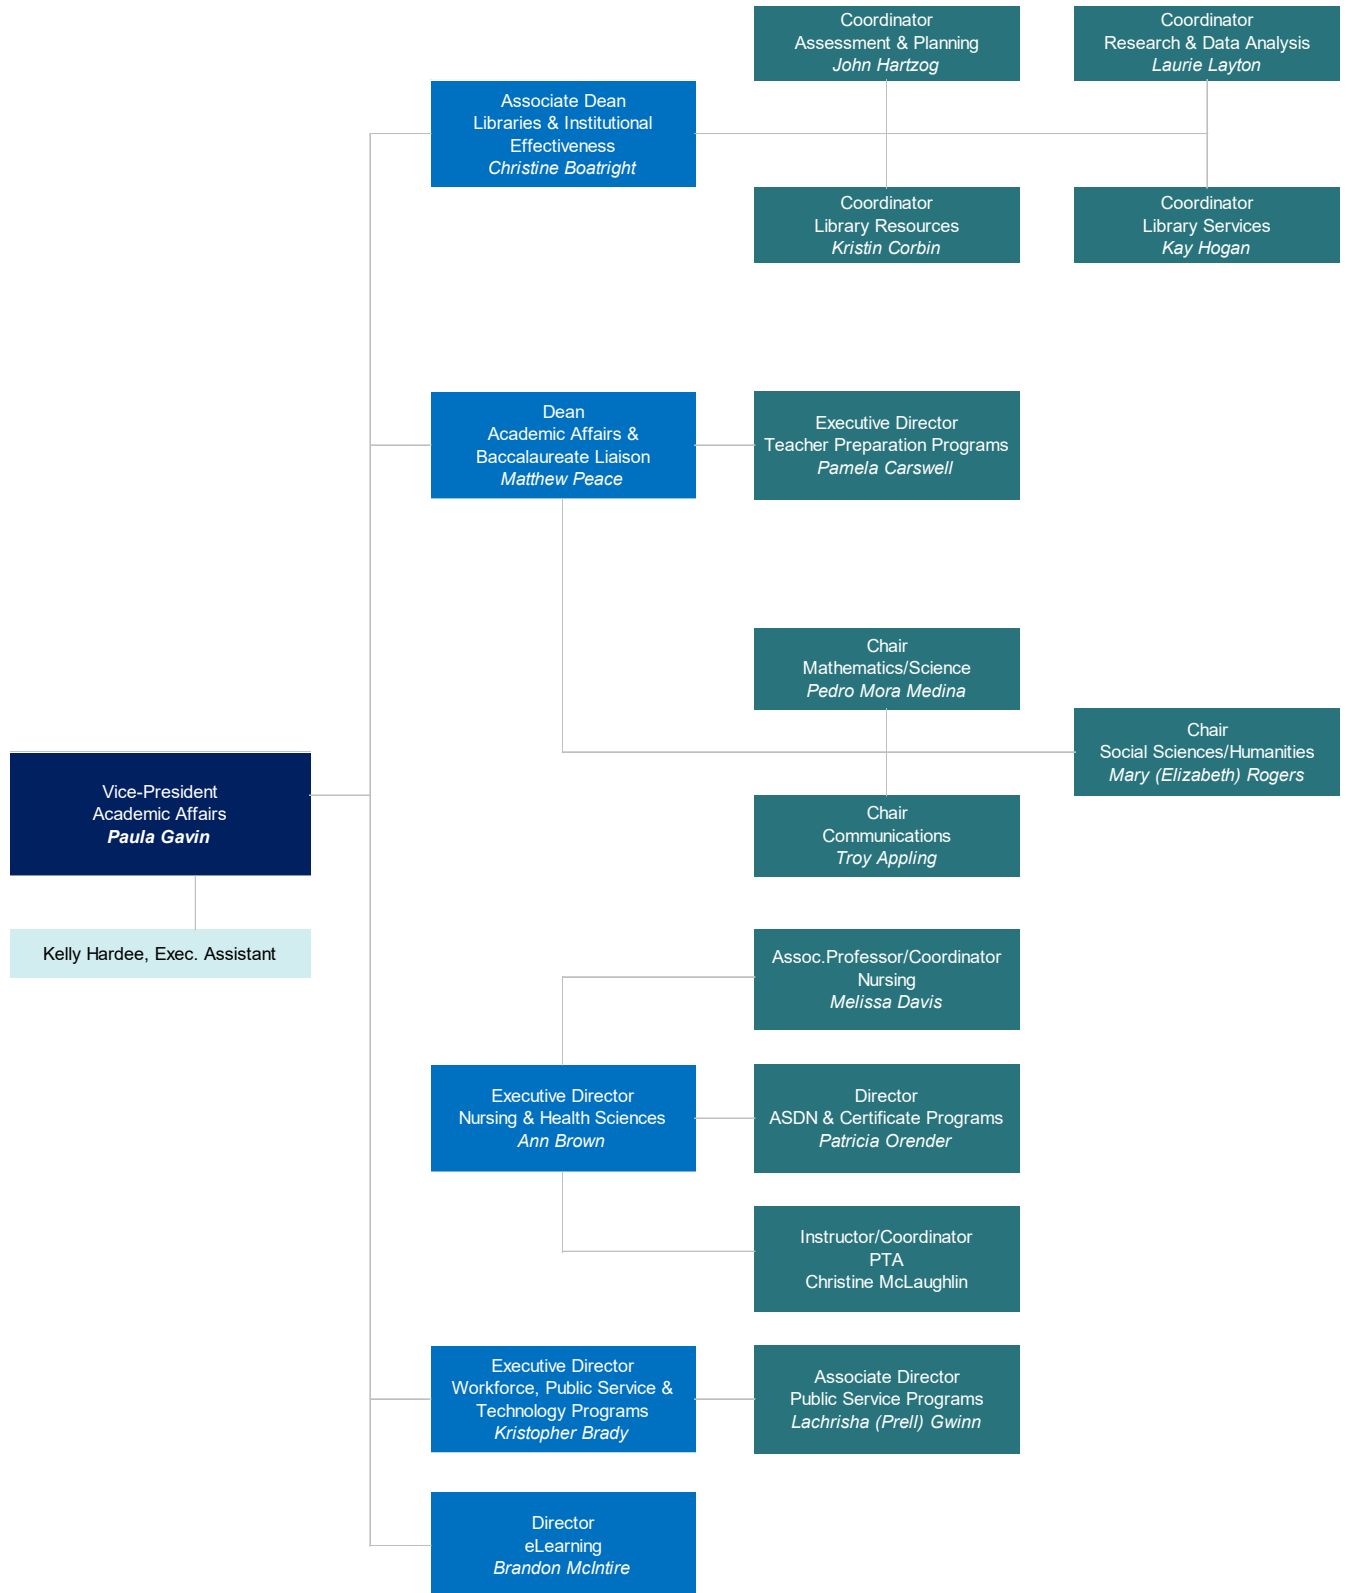 Coordinator
Assessment & Planning
John Hartzog
Coordinator
Research & Data Analysis
Laurie Layton
Associate Dean
Libraries & Institutional
Effectiveness
Christine Boatright
Coordinator
Library Resources
Kristin Corbin
Coordinator
Library Services
Kay Hogan
Dean
Academic Affairs &
Baccalaureate Liaison
Matthew Peace
Executive Director
Teacher Preparation Programs
Pamela Carswell
Chair
Mathematics/Science
Pedro Mora Medina
Chair
Social Sciences/Humanities
Mary (Elizabeth) Rogers
Chair
Communications
Troy Appling
Vice-President
Academic Affairs
Paula Gavin
Kelly Hardee, Exec. Assistant
Assoc.Professor/Coordinator
Nursing
Melissa Davis
Executive Director
Nursing & Health Sciences
Ann Brown
Director
ASDN & Certificate Programs
Patricia Orender
Instructor/Coordinator
PTA
Christine McLaughlin
Executive Director
Workforce, Public Service &
Technology Programs
Kristopher Brady
Associate Director
Public Service Programs
Lachrisha (Prell) Gwinn
Director
eLearning
Brandon McIntire